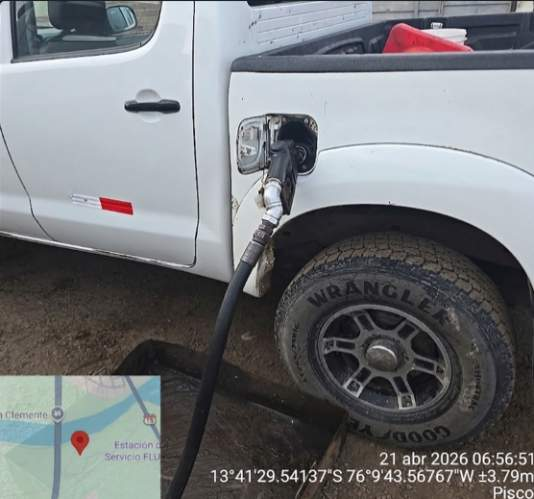 WRANGLER
GOODYEAR
Clemente
Estación d
Servicio FLU
21 abr 2026 06:56:51
13°41'29.54137"S 76°9'43.56767"W ±3.79m
Pisco